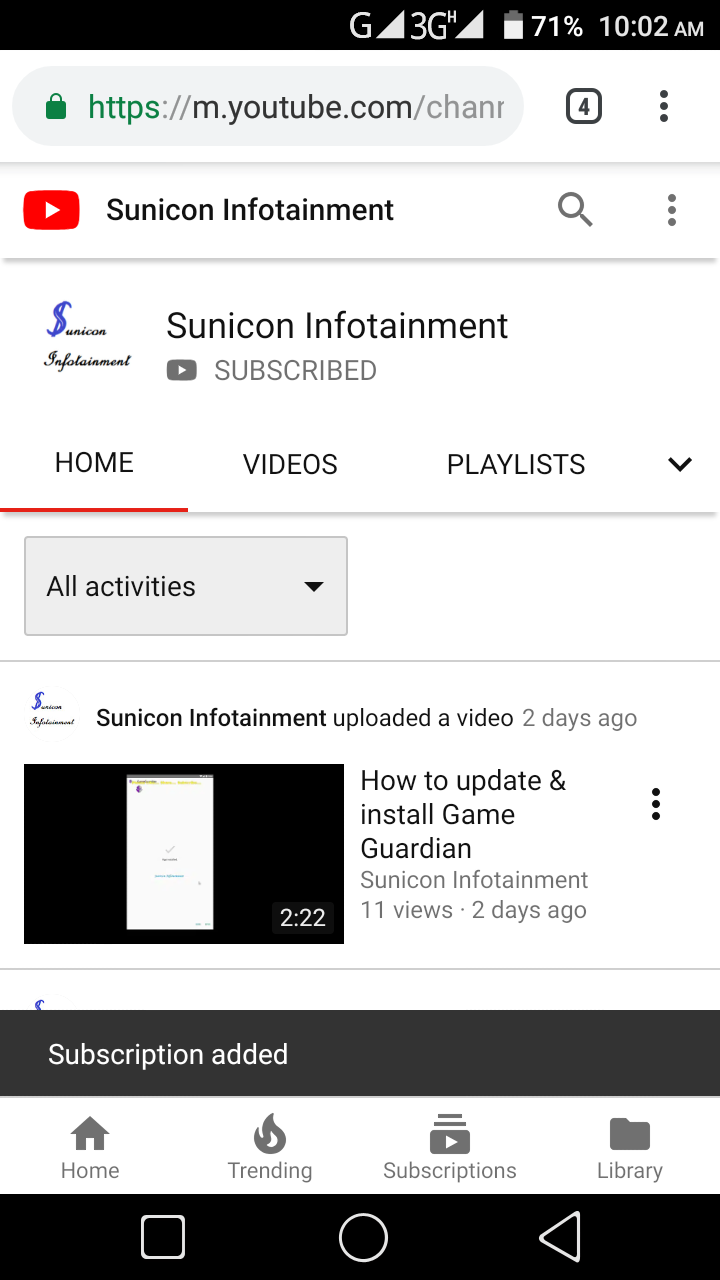 G 3G H 71% 10:02 AM
https://m.youtube.com/chanr
4
Sunicon Infotainment
Sunicon
Infotainment
Sunicon Infotainment
SUBSCRIBED
HOME VIDEOS PLAYLISTS
All activities
Sunicon
Infotainment
Sunicon Infotainment uploaded a video 2 days ago
How to update &
install Game
Guardian
Sunicon Infotainment
11 views · 2 days ago
2:22
Subscription added
Home Trending Subscriptions Library